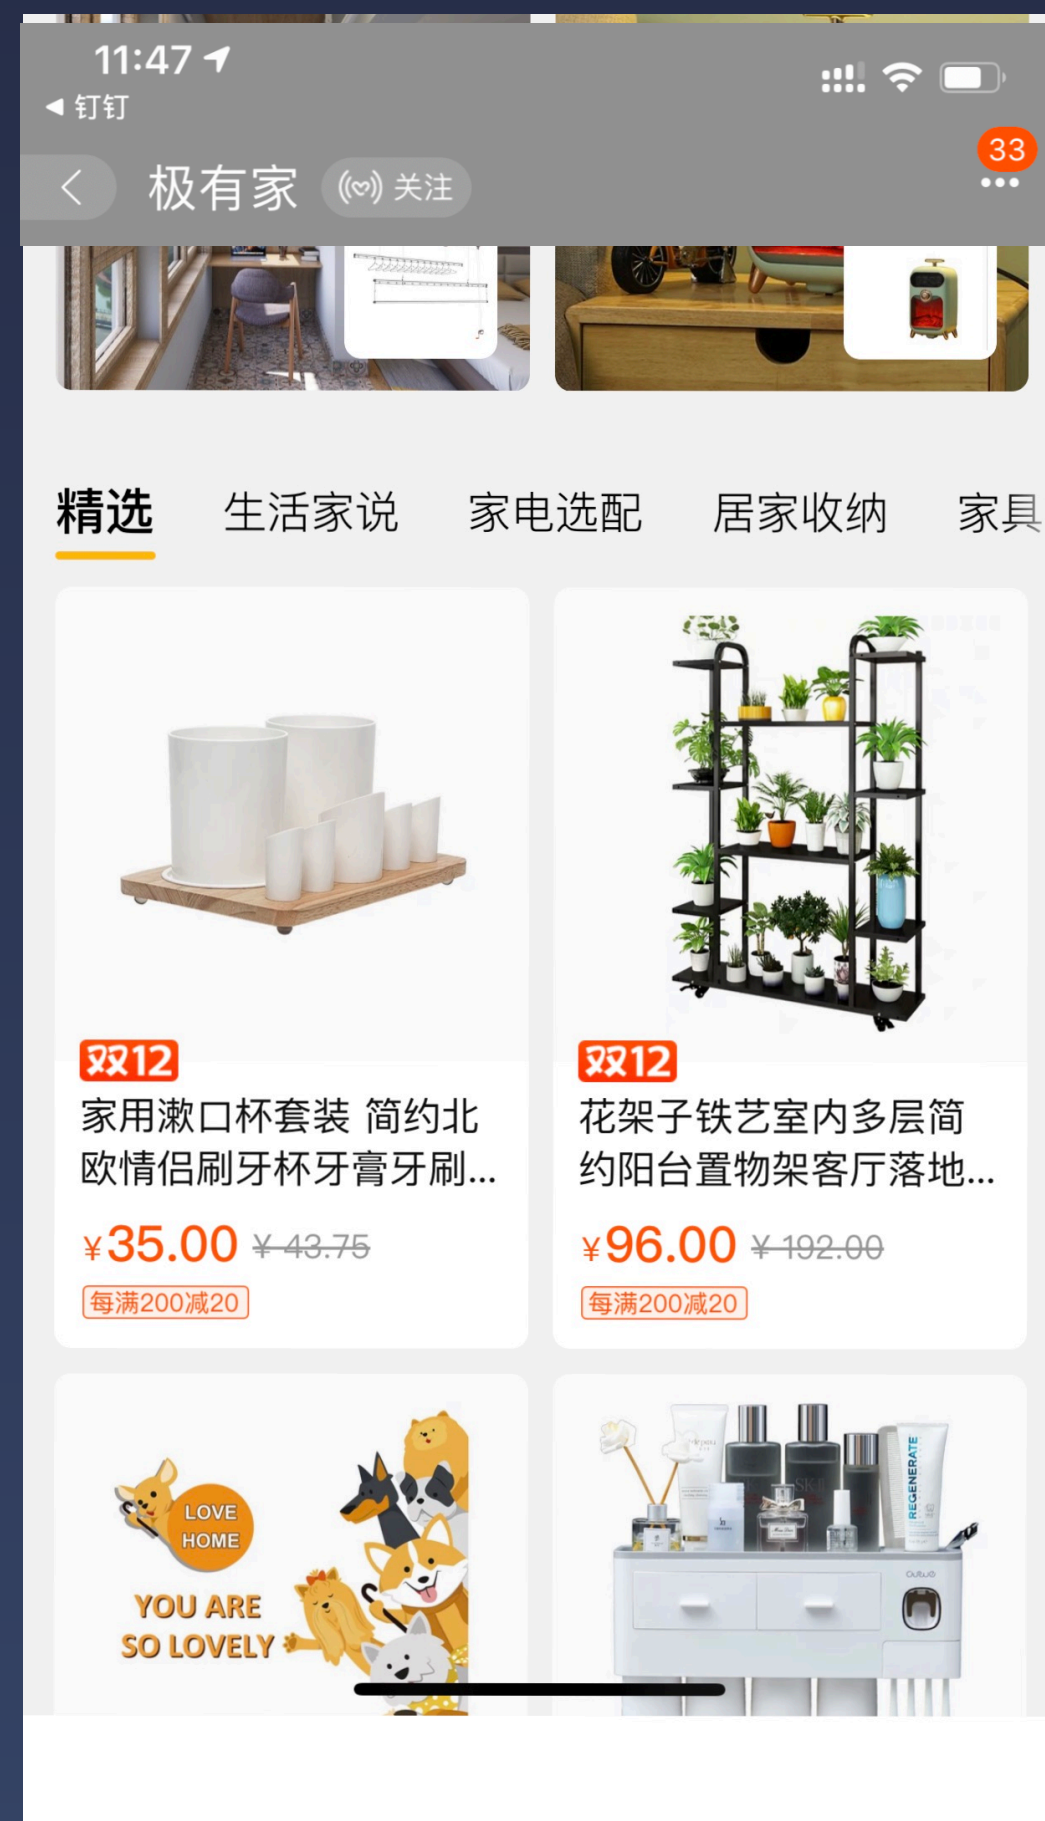 11:47
钉钉
极有家
关注
33
精选 生活家说 家电选配 居家收纳 家具
双12
家用漱口杯套装 简约北
欧情侣刷牙杯牙膏牙刷...
¥35.00 ¥43.75
每满200减20
双12
花架子铁艺室内多层简
约阳台置物架客厅落地...
¥96.00 ¥192.00
每满200减20
LOVE
HOME
YOU ARE
SO LOVELY
SK-II
REGENERATE